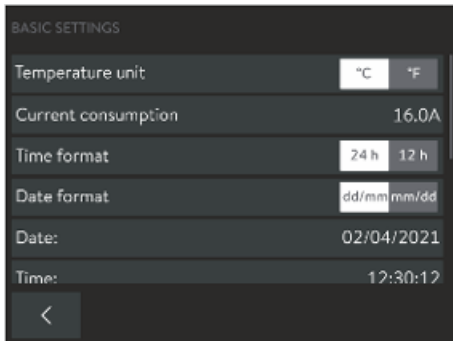 BASIC SETTINGS
Temperature unit °C °F
Current consumption 16.0A
Time format 24 h 12 h
Date format dd/mm mm/dd
Date: 02/04/2021
Time: 12:30:12